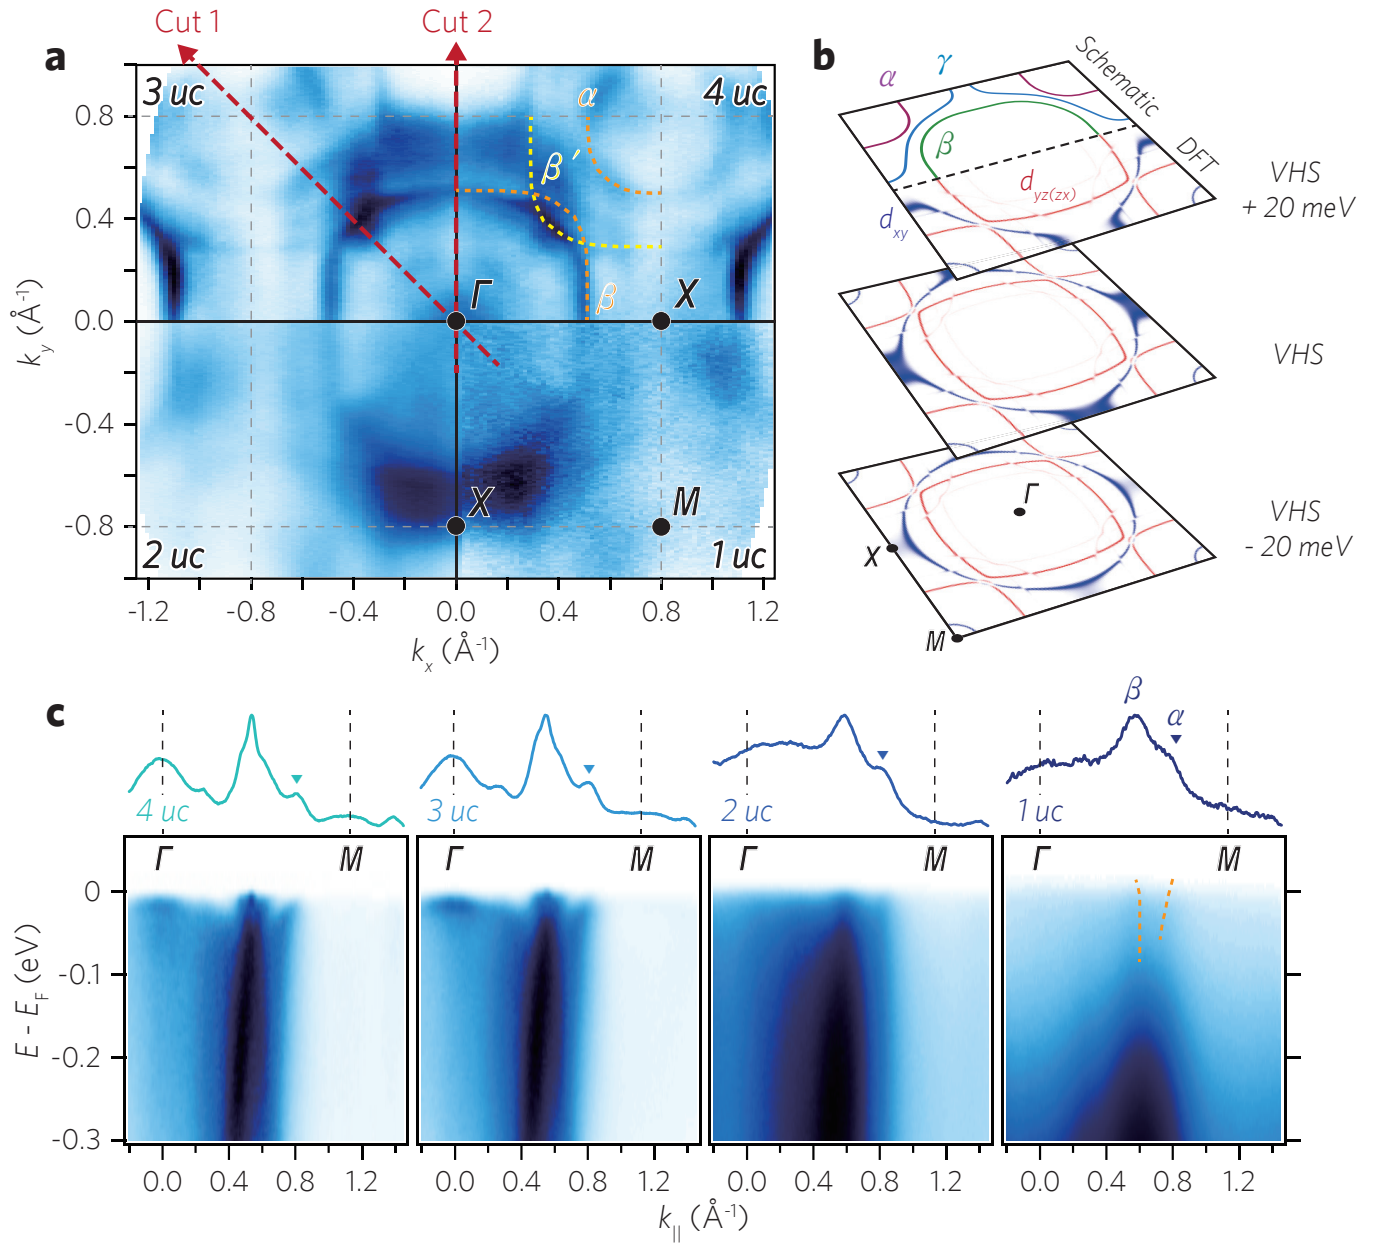 Cut 1
Cut 2
a
3 uc
4 uc
α
β′
β
Γ
X
X
M
2 uc
1 uc
0.8
0.4
0.0
-0.4
-0.8
k_y (Å⁻¹)
-1.2
-0.8
-0.4
0.0
0.4
0.8
1.2
k_x (Å⁻¹)
b
α
γ
β
Schematic
DFT
d_yz(zx)
d_xy
VHS
+ 20 meV
VHS
Γ
X
M
VHS
- 20 meV
c
4 uc
3 uc
2 uc
β
α
1 uc
Γ
M
Γ
M
Γ
M
Γ
M
0
-0.1
-0.2
-0.3
E - E_F (eV)
0.0 0.4 0.8 1.2
0.0 0.4 0.8 1.2
0.0 0.4 0.8 1.2
0.0 0.4 0.8 1.2
k_|| (Å⁻¹)